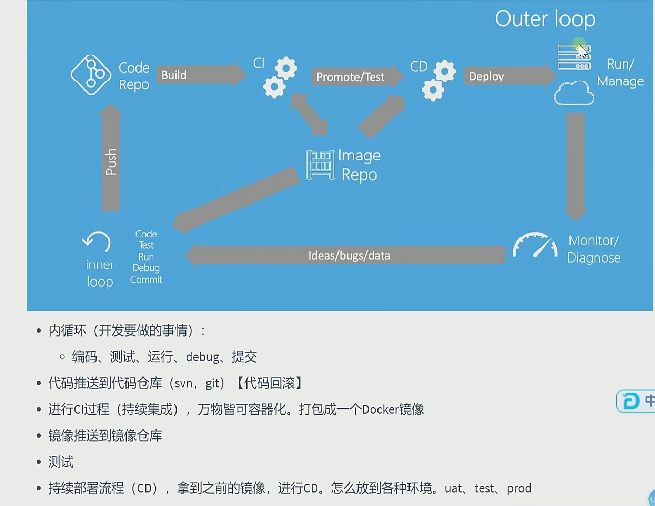 Outer loop
Code
Repo
Build
CI
Promote/Test
CD
Deploy
Run/
Manage
Push
Image
Repo
inner
loop
Code
Test
Run
Debug
Commit
Ideas/bugs/data
Monitor/
Diagnose
内循环（开发要做的事情）：
编码、测试、运行、debug、提交
代码推送到代码仓库（svn，git）【代码回滚】
进行CI过程（持续集成），万物皆可容器化。打包成一个Docker镜像
镜像推送到镜像仓库
测试
持续部署流程（CD），拿到之前的镜像，进行CD。怎么放到各种环境。uat、test、prod
中